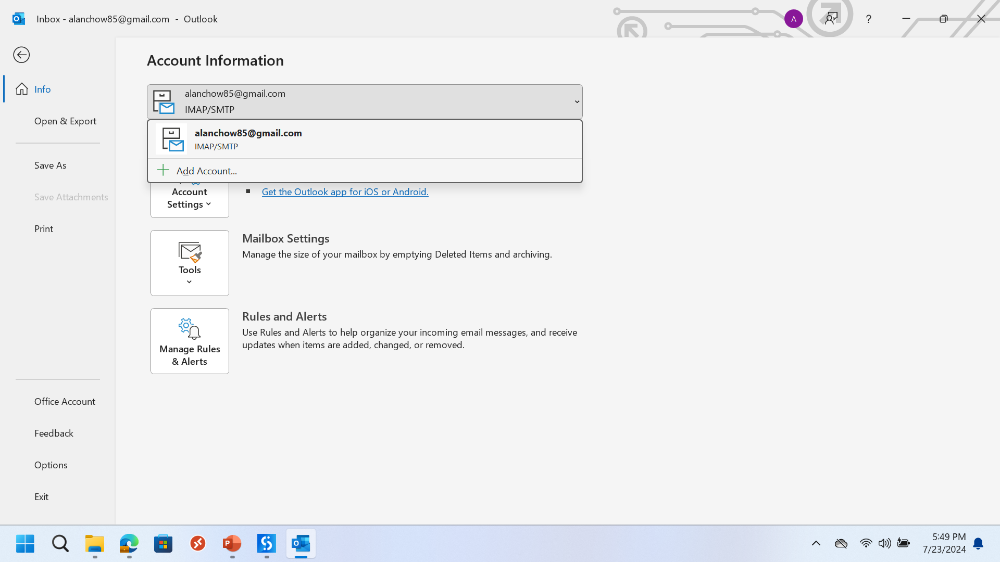 Inbox - alanchow85@gmail.com - Outlook
A
?
Account Information
Info
Open & Export
Save As
Save Attachments
Print
Office Account
Feedback
Options
Exit
alanchow85@gmail.com
IMAP/SMTP
alanchow85@gmail.com
IMAP/SMTP
Add Account...
Account
Settings
Get the Outlook app for iOS or Android.
Tools
Mailbox Settings
Manage the size of your mailbox by emptying Deleted Items and archiving.
Manage Rules
& Alerts
Rules and Alerts
Use Rules and Alerts to help organize your incoming email messages, and receive
updates when items are added, changed, or removed.
5:49 PM
7/23/2024